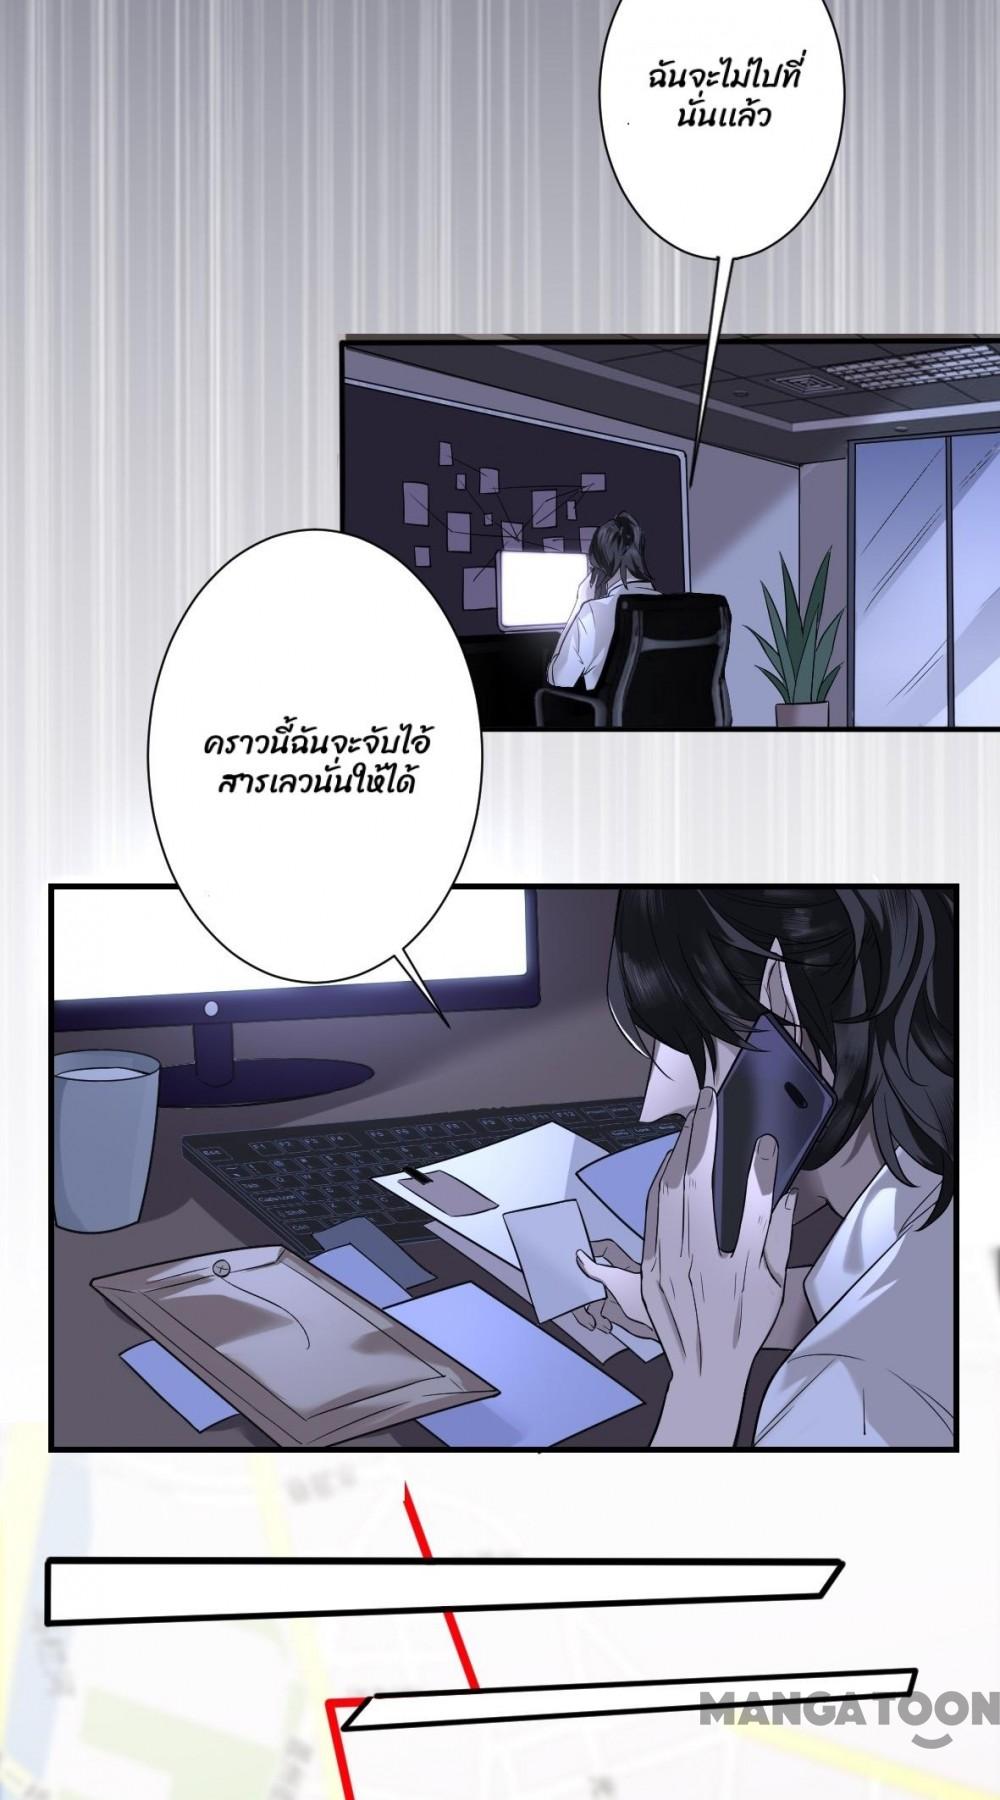 ฉันจะไม่ไปที่
นั่นแล้ว
คราวนี้ฉันจะจับไอ้
สารเลวนั่นให้ได้
MANGATOON